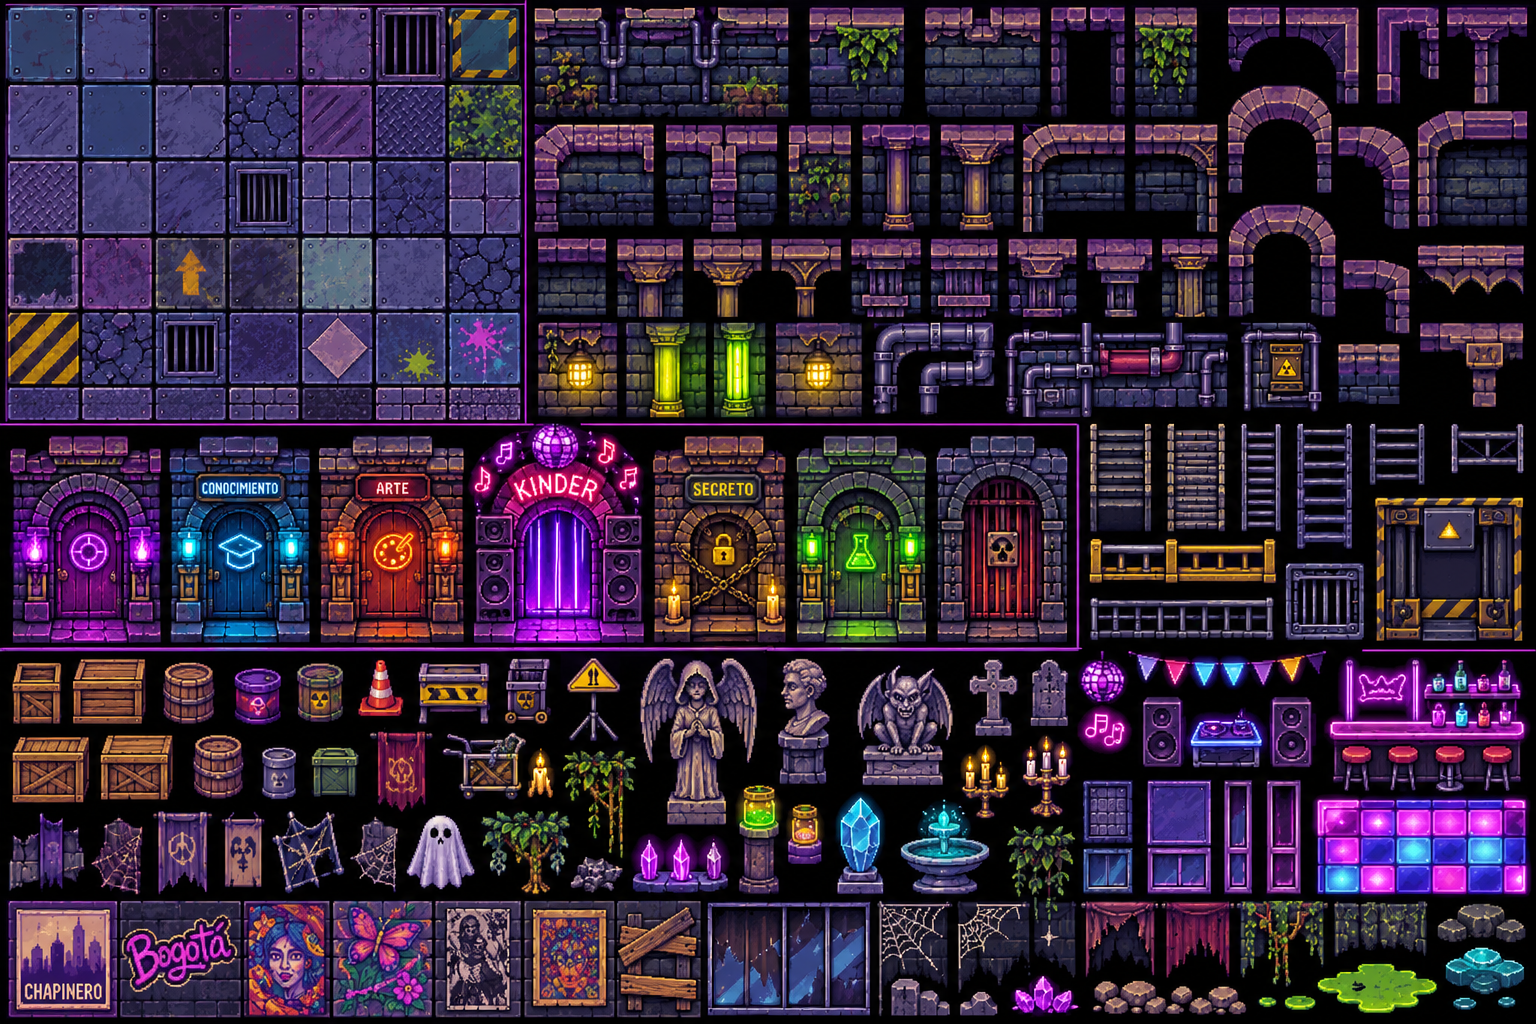 CONOCIMIENTO
ARTE
KINDER
SECRETO
CHAPINERO
Bogotá